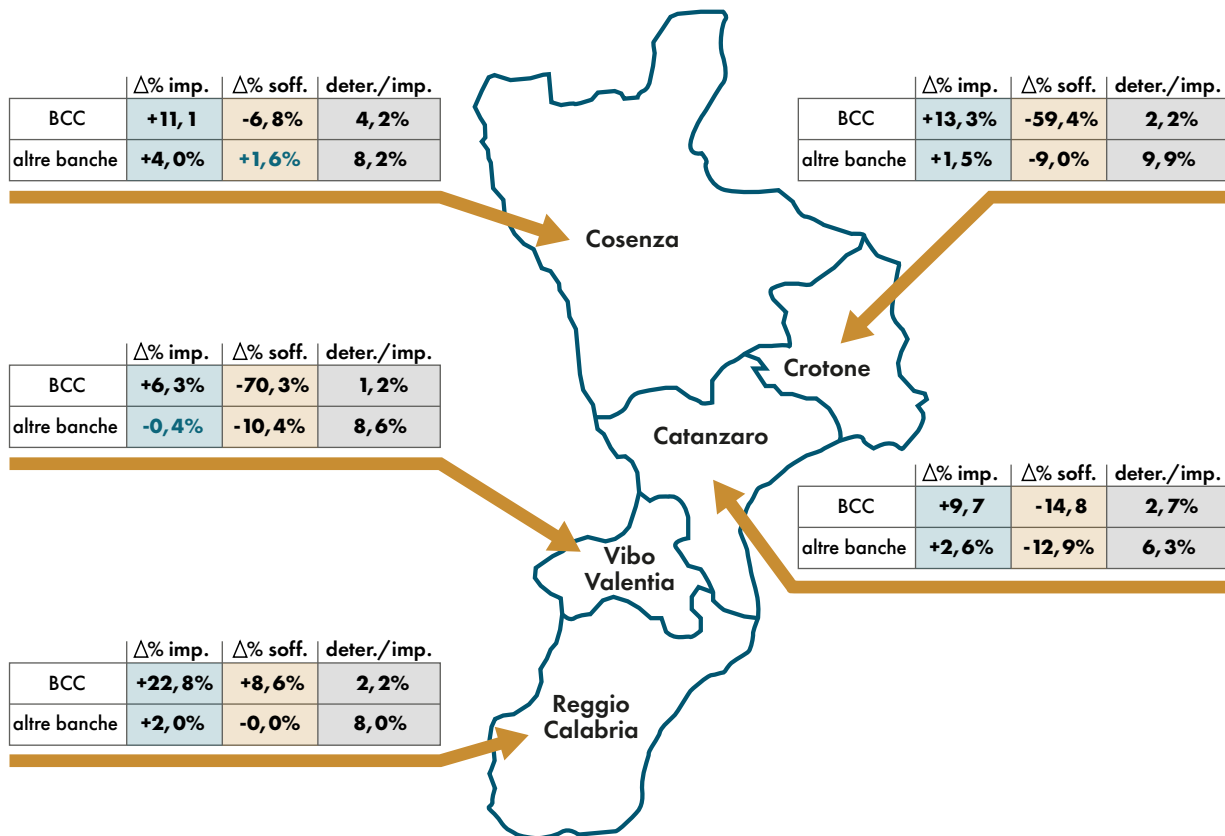 Δ% imp. Δ% soff. deter./imp.
BCC +11,1 -6,8% 4,2%
altre banche +4,0% +1,6% 8,2%
Δ% imp. Δ% soff. deter./imp.
BCC +13,3% -59,4% 2,2%
altre banche +1,5% -9,0% 9,9%
Cosenza
Δ% imp. Δ% soff. deter./imp.
BCC +6,3% -70,3% 1,2%
altre banche -0,4% -10,4% 8,6%
Crotone
Catanzaro
Δ% imp. Δ% soff. deter./imp.
BCC +9,7 -14,8 2,7%
altre banche +2,6% -12,9% 6,3%
Vibo
Valentia
Δ% imp. Δ% soff. deter./imp.
BCC +22,8% +8,6% 2,2%
altre banche +2,0% -0,0% 8,0%
Reggio
Calabria